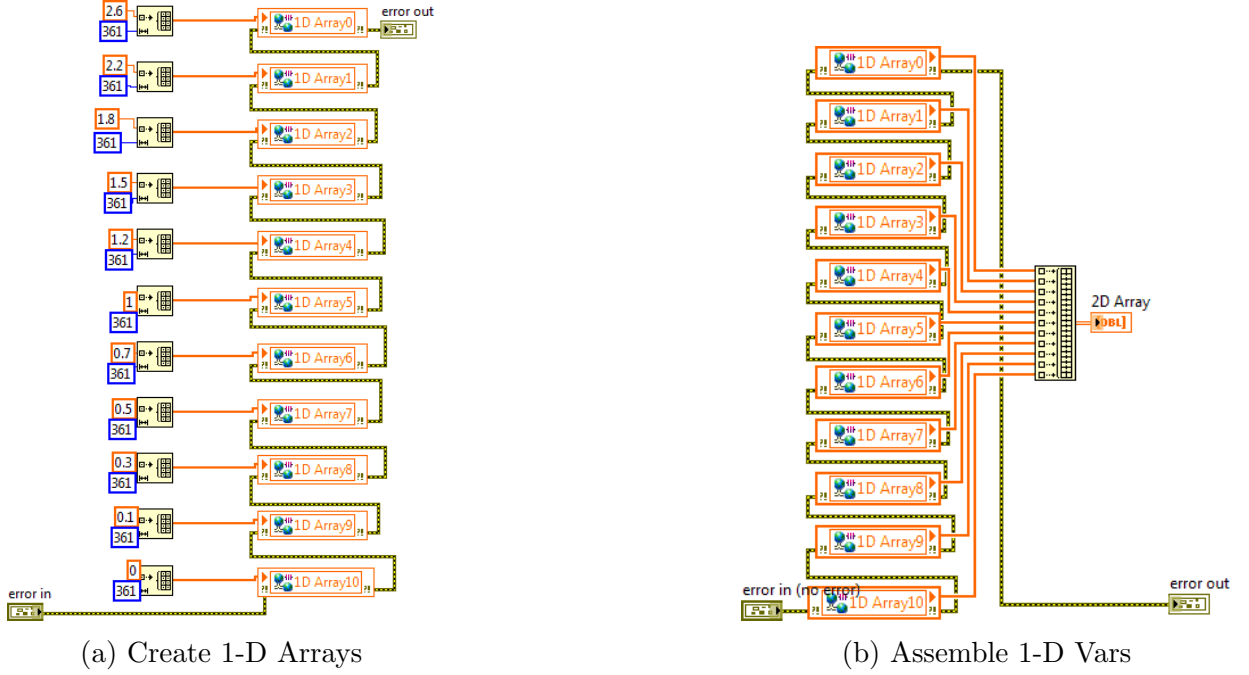 2.6
361
1D Array0
error out
2.2
361
1D Array1
1.8
361
1D Array2
1.5
361
1D Array3
1.2
361
1D Array4
1
361
1D Array5
0.7
361
1D Array6
0.5
361
1D Array7
0.3
361
1D Array8
0.1
361
1D Array9
0
361
1D Array10
error in
(a) Create 1-D Arrays
1D Array0
1D Array1
1D Array2
1D Array3
1D Array4
1D Array5
1D Array6
1D Array7
1D Array8
1D Array9
1D Array10
error in (no error)
2D Array
DBL]
error out
(b) Assemble 1-D Vars